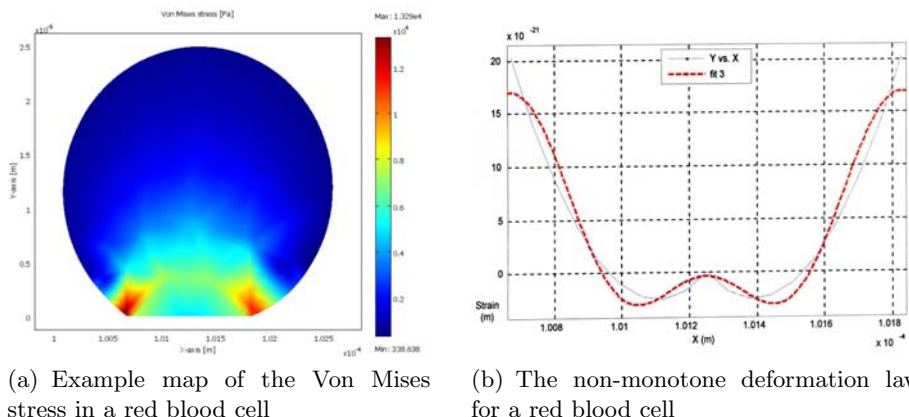 Von Mises stress [Pa]
Max: 1.329e4
x10^-6
x10^4
2.5
2
1.5
1
0.5
0
Y-axis [m]
1
1.005
1.01
1.015
1.02
1.025
X-axis [m]
x10^-4
1.2
1
0.8
0.6
0.4
0.2
Min: 338.638
(a) Example map of the Von Mises
stress in a red blood cell
x 10^-21
Y vs. X
fit 3
20
15
10
5
0
Strain
(m)
1.008
1.01
1.012
1.014
1.016
1.018
X (m)
x 10^-4
(b) The non-monotone deformation law
for a red blood cell